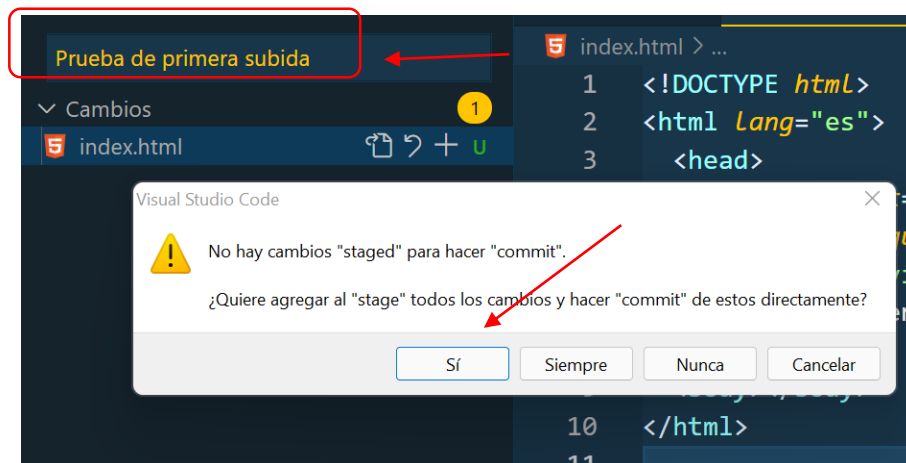 Prueba de primera subida
Cambios
1
index.html
U
index.html > ...
1 <!DOCTYPE html>
2 <html lang="es">
3 <head>
Visual Studio Code
No hay cambios "staged" para hacer "commit".
¿Quiere agregar al "stage" todos los cambios y hacer "commit" de estos directamente?
Sí
Siempre
Nunca
Cancelar
10 </html>
11